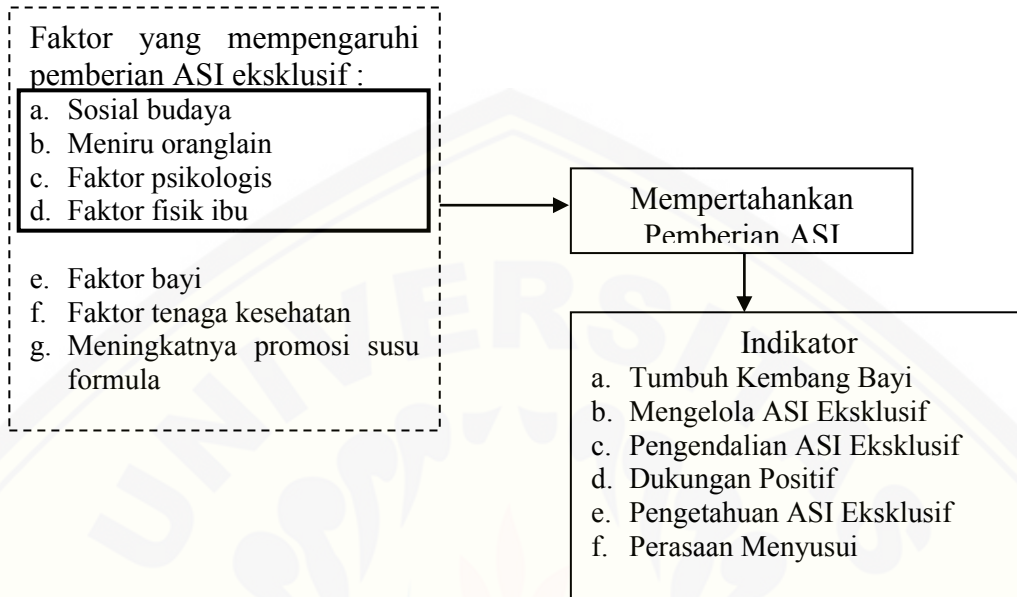 Faktor yang mempengaruhi
pemberian ASI eksklusif :
a. Sosial budaya
b. Meniru oranglain
c. Faktor psikologis
d. Faktor fisik ibu
e. Faktor bayi
f. Faktor tenaga kesehatan
g. Meningkatnya promosi susu
formula
Mempertahankan
Pemberian ASI
Indikator
a. Tumbuh Kembang Bayi
b. Mengelola ASI Eksklusif
c. Pengendalian ASI Eksklusif
d. Dukungan Positif
e. Pengetahuan ASI Eksklusif
f. Perasaan Menyusui
UNIVERSI
S